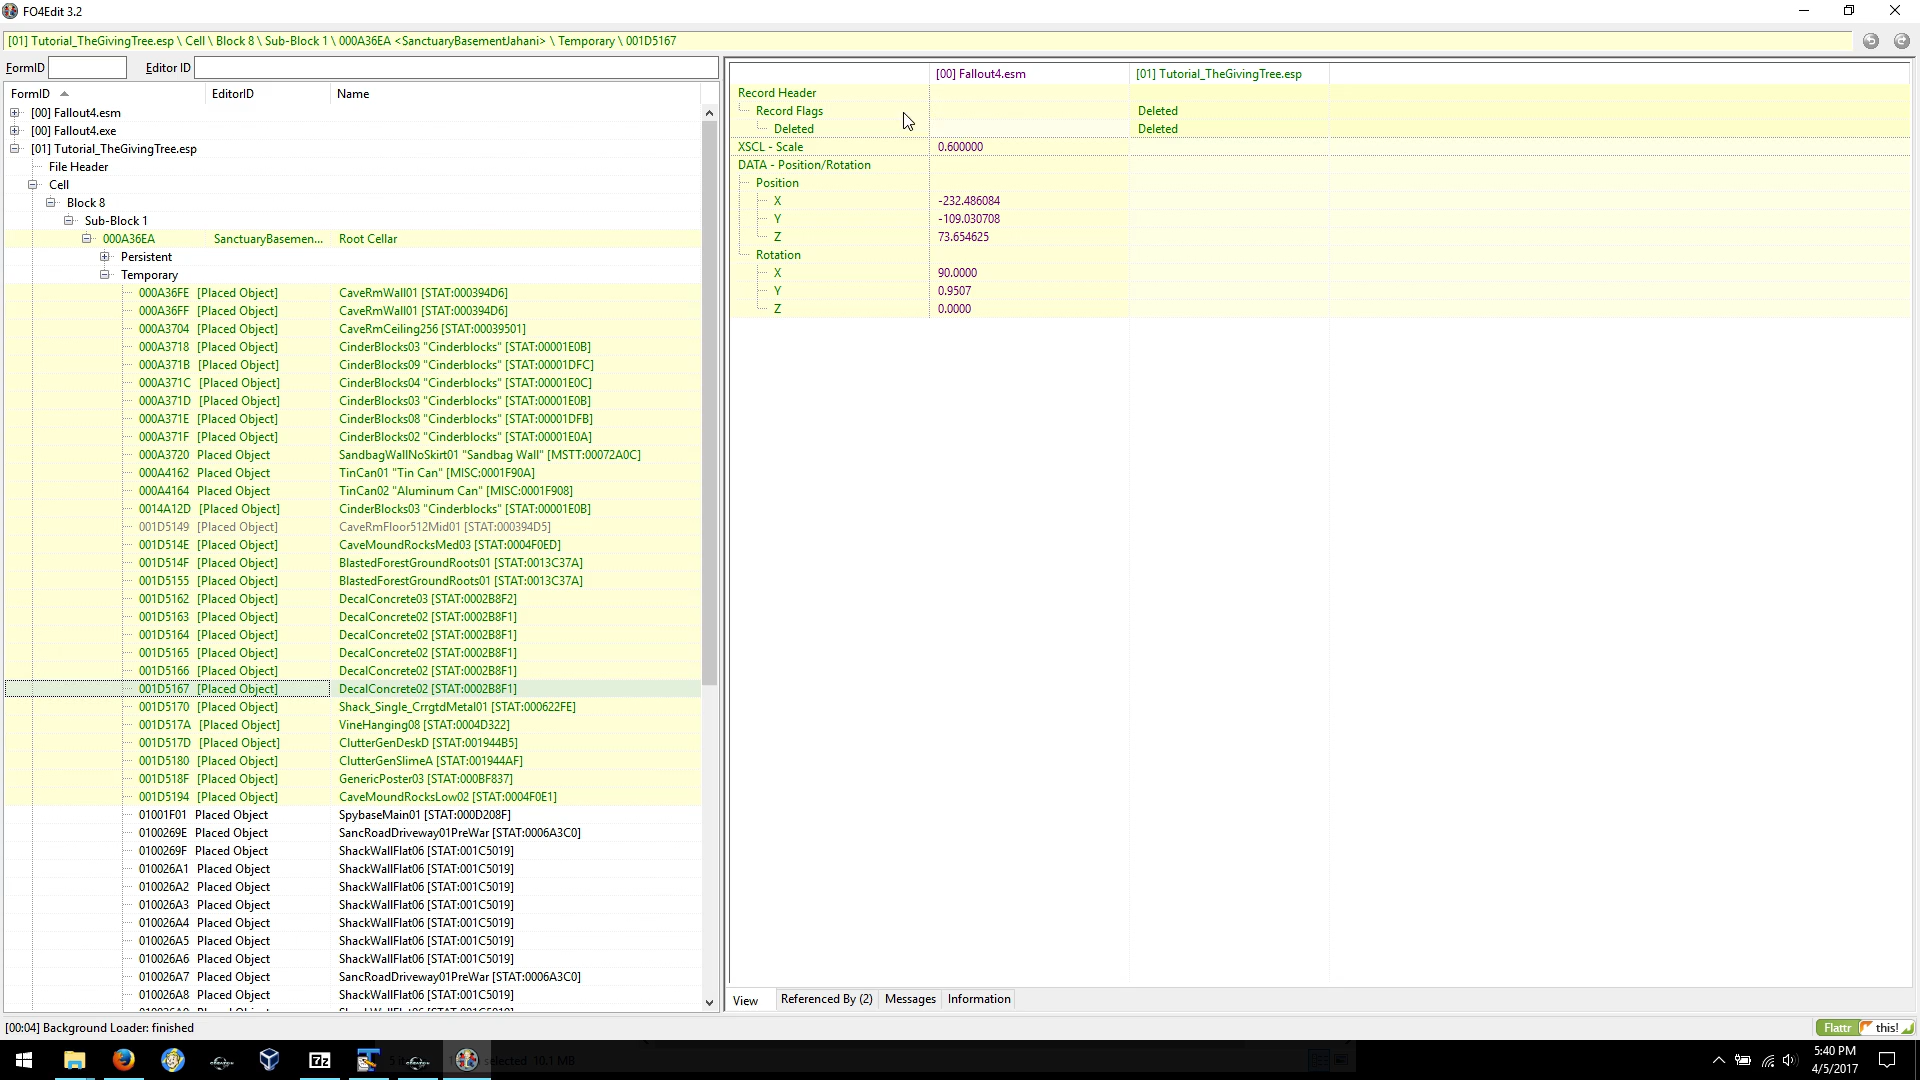 FO4Edit 3.2
[01] Tutorial_TheGivingTree.esp \ Cell \ Block 8 \ Sub-Block 1 \ 000A36EA <SanctuaryBasementJahani> \ Temporary \ 001D5167
FormID Editor ID
FormID EditorID Name
[00] Fallout4.esm
[00] Fallout4.exe
[01] Tutorial_TheGivingTree.esp
File Header
Cell
Block 8
Sub-Block 1
000A36EA SanctuaryBasemen... Root Cellar
Persistent
Temporary
000A36FE [Placed Object] CaveRmWall01 [STAT:000394D6]
000A36FF [Placed Object] CaveRmWall01 [STAT:000394D6]
000A3704 [Placed Object] CaveRmCeiling256 [STAT:00039501]
000A3718 [Placed Object] CinderBlocks03 "Cinderblocks" [STAT:00001E0B]
000A371B [Placed Object] CinderBlocks09 "Cinderblocks" [STAT:00001DFC]
000A371C [Placed Object] CinderBlocks04 "Cinderblocks" [STAT:00001E0C]
000A371D [Placed Object] CinderBlocks03 "Cinderblocks" [STAT:00001E0B]
000A371E [Placed Object] CinderBlocks08 "Cinderblocks" [STAT:00001DFB]
000A371F [Placed Object] CinderBlocks02 "Cinderblocks" [STAT:00001E0A]
000A3720 Placed Object SandbagWallNoSkirt01 "Sandbag Wall" [MSTT:00072A0C]
000A4162 Placed Object TinCan01 "Tin Can" [MISC:0001F90A]
000A4164 Placed Object TinCan02 "Aluminum Can" [MISC:0001F908]
0014A12D [Placed Object] CinderBlocks03 "Cinderblocks" [STAT:00001E0B]
001D5149 [Placed Object] CaveRmFloor512Mid01 [STAT:000394D5]
001D514E [Placed Object] CaveMoundRocksMed03 [STAT:0004F0ED]
001D514F [Placed Object] BlastedForestGroundRoots01 [STAT:0013C37A]
001D5155 [Placed Object] BlastedForestGroundRoots01 [STAT:0013C37A]
001D5162 [Placed Object] DecalConcrete03 [STAT:0002B8F2]
001D5163 [Placed Object] DecalConcrete02 [STAT:0002B8F1]
001D5164 [Placed Object] DecalConcrete02 [STAT:0002B8F1]
001D5165 [Placed Object] DecalConcrete02 [STAT:0002B8F1]
001D5166 [Placed Object] DecalConcrete02 [STAT:0002B8F1]
001D5167 [Placed Object] DecalConcrete02 [STAT:0002B8F1]
001D5170 [Placed Object] Shack_Single_CrrgtdMetal01 [STAT:000622FE]
001D517A [Placed Object] VineHanging08 [STAT:0004D322]
001D517D [Placed Object] ClutterGenDeskD [STAT:001944B5]
001D5180 [Placed Object] ClutterGenSlimeA [STAT:001944AF]
001D518F [Placed Object] GenericPoster03 [STAT:000BF837]
001D5194 [Placed Object] CaveMoundRocksLow02 [STAT:0004F0E1]
01001F01 Placed Object SpybaseMain01 [STAT:000D208F]
0100269E Placed Object SancRoadDriveway01PreWar [STAT:0006A3C0]
0100269F Placed Object ShackWallFlat06 [STAT:001C5019]
010026A1 Placed Object ShackWallFlat06 [STAT:001C5019]
010026A2 Placed Object ShackWallFlat06 [STAT:001C5019]
010026A3 Placed Object ShackWallFlat06 [STAT:001C5019]
010026A4 Placed Object ShackWallFlat06 [STAT:001C5019]
010026A5 Placed Object ShackWallFlat06 [STAT:001C5019]
010026A6 Placed Object ShackWallFlat06 [STAT:001C5019]
010026A7 Placed Object SancRoadDriveway01PreWar [STAT:0006A3C0]
010026A8 Placed Object ShackWallFlat06 [STAT:001C5019]
[00] Fallout4.esm [01] Tutorial_TheGivingTree.esp
Record Header
Record Flags Deleted
Deleted Deleted
XSCL - Scale 0.600000
DATA - Position/Rotation
Position
X -232.486084
Y -109.030708
Z 73.654625
Rotation
X 90.0000
Y 0.9507
Z 0.0000
View Referenced By (2) Messages Information
[00:04] Background Loader: finished
Flattr this!
7z
selected 10.1 MB
5:40 PM
4/5/2017